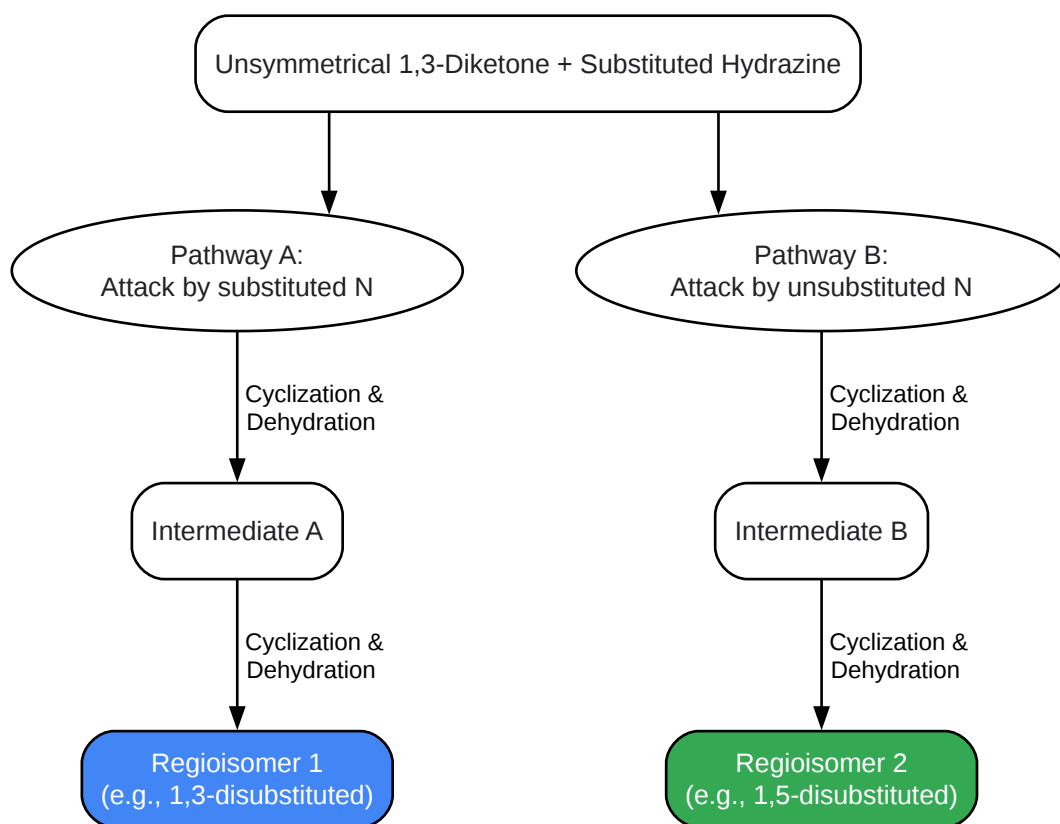 Unsymmetrical 1,3-Diketone + Substituted Hydrazine
Pathway A:
Attack by substituted N
Pathway B:
Attack by unsubstituted N
Cyclization &
Dehydration
Cyclization &
Dehydration
Intermediate A
Intermediate B
Cyclization &
Dehydration
Cyclization &
Dehydration
Regioisomer 1
(e.g., 1,3-disubstituted)
Regioisomer 2
(e.g., 1,5-disubstituted)